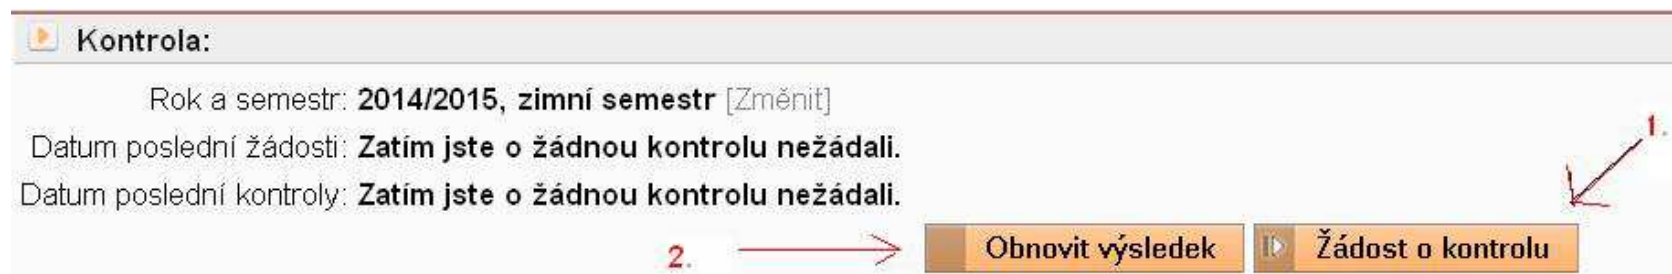 Kontrola:
Rok a semestr: 2014/2015, zimní semestr [Změnit]
1.
Datum poslední žádosti: Zatím jste o žádnou kontrolu nežádali.
Datum poslední kontroly: Zatím jste o žádnou kontrolu nežádali.
2. Obnovit výsledek Žádost o kontrolu